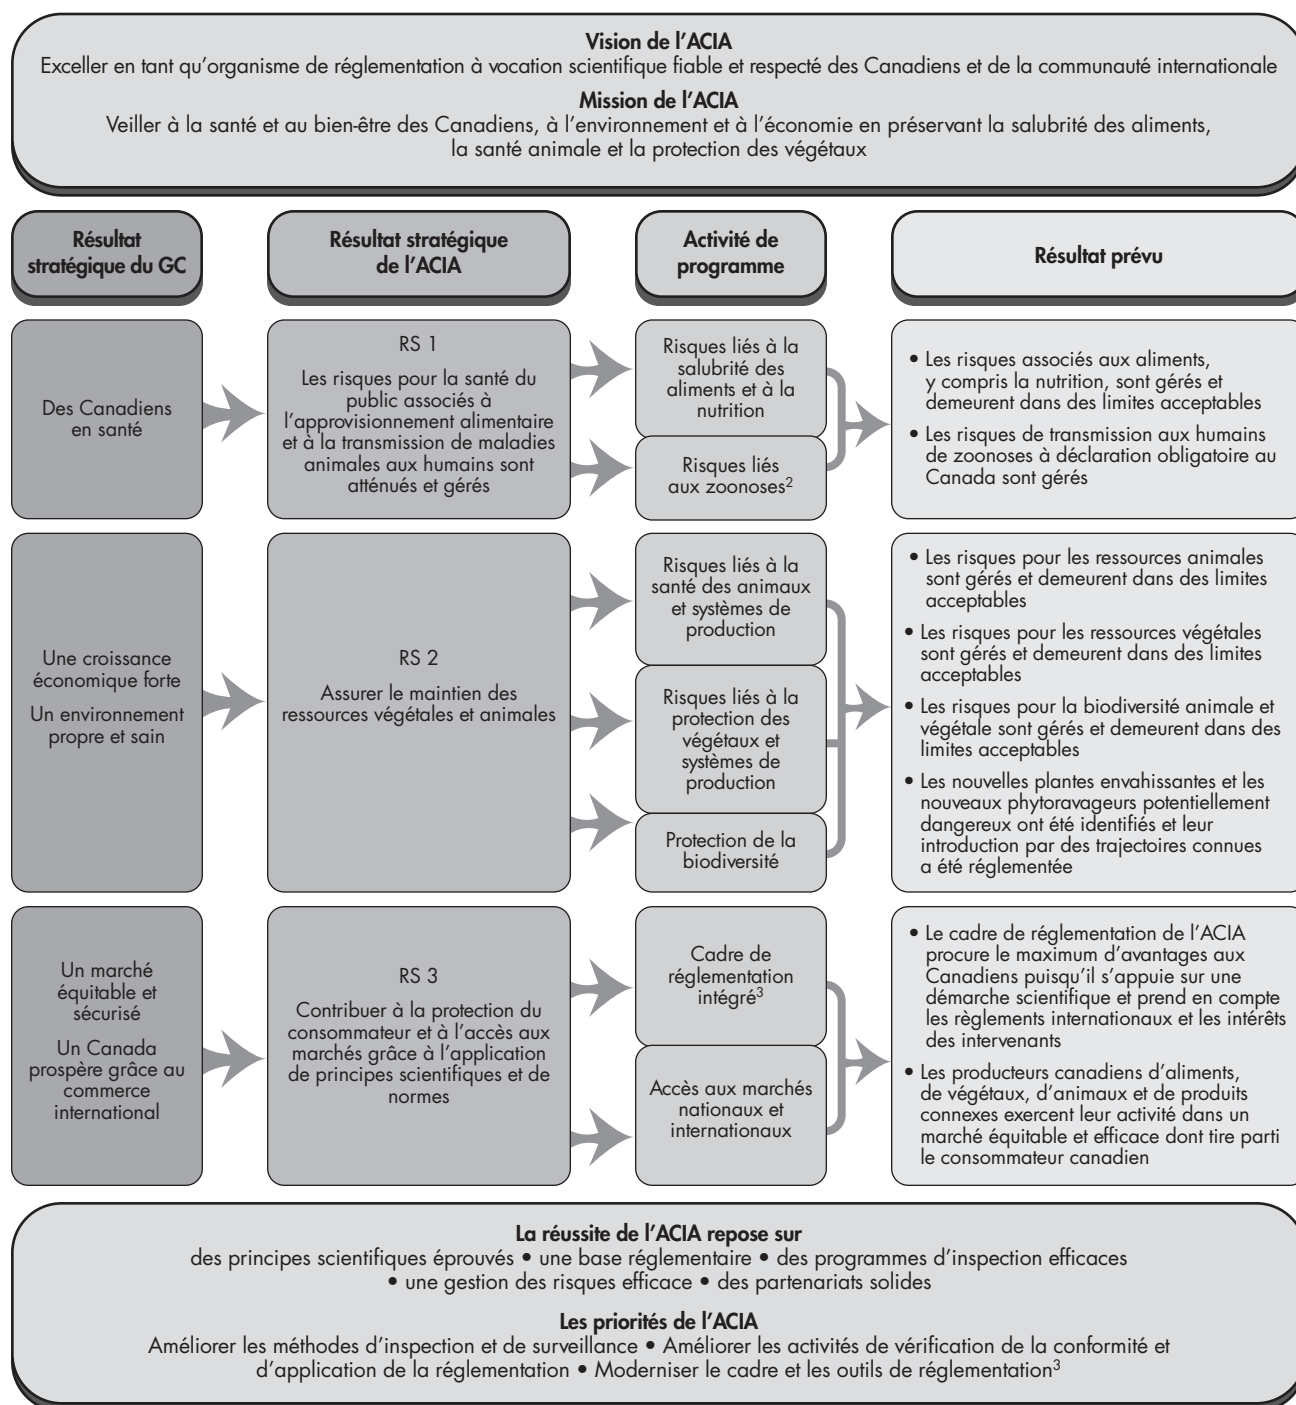 Vision de l'ACIA
Exceller en tant qu'organisme de réglementation à vocation scientifique fiable et respecté des Canadiens et de la communauté internationale
Mission de l'ACIA
Veiller à la santé et au bien-être des Canadiens, à l'environnement et à l'économie en préservant la salubrité des aliments,
la santé animale et la protection des végétaux
Résultat
stratégique du GC
Résultat stratégique
de l'ACIA
Activité de
programme
Résultat prévu
Des Canadiens
en santé
RS 1
Les risques pour la santé du
public associés à
l'approvisionnement alimentaire
et à la transmission de maladies
animales aux humains sont
atténués et gérés
Risques liés à la
salubrité des
aliments et à la
nutrition
Risques liés
aux zoonoses²
• Les risques associés aux aliments,
y compris la nutrition, sont gérés et
demeurent dans des limites acceptables
• Les risques de transmission aux humains
de zoonoses à déclaration obligatoire au
Canada sont gérés
Une croissance
économique forte
Un environnement
propre et sain
RS 2
Assurer le maintien des
ressources végétales et animales
Risques liés à la
santé des animaux
et systèmes de
production
Risques liés à la
protection des
végétaux et
systèmes de
production
Protection de la
biodiversité
• Les risques pour les ressources animales
sont gérés et demeurent dans des limites
acceptables
• Les risques pour les ressources végétales
sont gérés et demeurent dans des limites
acceptables
• Les risques pour la biodiversité animale et
végétale sont gérés et demeurent dans des
limites acceptables
• Les nouvelles plantes envahissantes et les
nouveaux phytoravageurs potentiellement
dangereux ont été identifiés et leur
introduction par des trajectoires connues
a été réglementée
Un marché
équitable et
sécurisé
Un Canada
prospère grâce au
commerce
international
RS 3
Contribuer à la protection du
consommateur et à l'accès aux
marchés grâce à l'application
de principes scientifiques et de
normes
Cadre de
réglementation
intégré³
Accès aux marchés
nationaux et
internationaux
• Le cadre de réglementation de l'ACIA
procure le maximum d'avantages aux
Canadiens puisqu'il s'appuie sur une
démarche scientifique et prend en compte
les règlements internationaux et les intérêts
des intervenants
• Les producteurs canadiens d'aliments,
de végétaux, d'animaux et de produits
connexes exercent leur activité dans un
marché équitable et efficace dont tire parti
le consommateur canadien
La réussite de l'ACIA repose sur
des principes scientifiques éprouvés • une base réglementaire • des programmes d'inspection efficaces
• une gestion des risques efficace • des partenariats solides
Les priorités de l'ACIA
Améliorer les méthodes d'inspection et de surveillance • Améliorer les activités de vérification de la conformité et
d'application de la réglementation • Moderniser le cadre et les outils de réglementation³